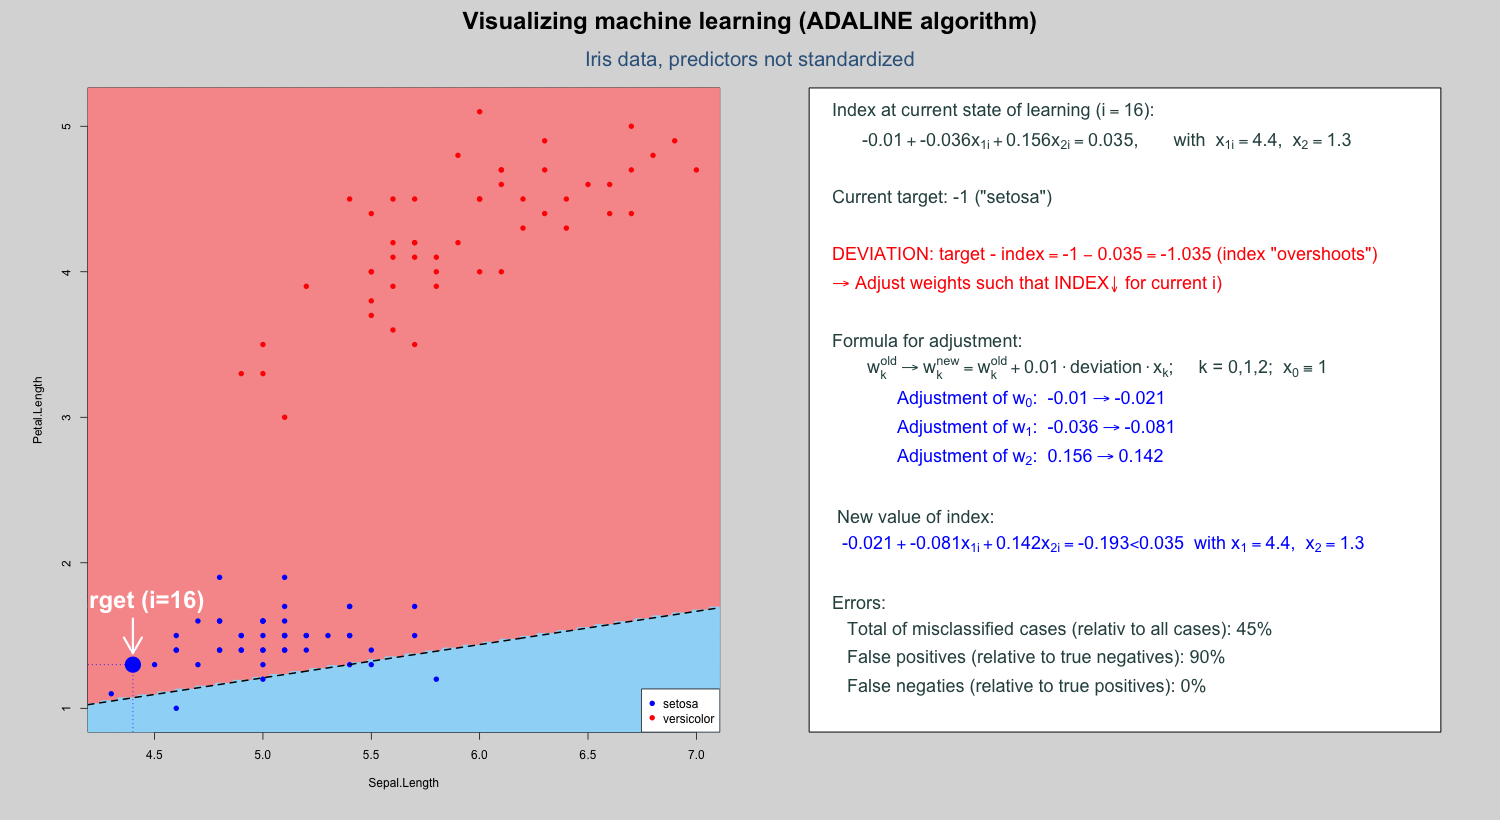 Visualizing machine learning (ADALINE algorithm)
Iris data, predictors not standardized
5
4
3
2
1
Petal.Length
rget (i=16)
setosa
versicolor
4.5 5.0 5.5 6.0 6.5 7.0
Sepal.Length
Index at current state of learning (i = 16):
-0.01 + -0.036x1i + 0.156x2i = 0.035, with x1i = 4.4, x2 = 1.3
Current target: -1 ("setosa")
DEVIATION: target - index = -1 − 0.035 = -1.035 (index "overshoots")
→ Adjust weights such that INDEX↓ for current i)
Formula for adjustment:
wk^old → wk^new = wk^old + 0.01 · deviation · xk; k = 0,1,2; x0 ≡ 1
Adjustment of w0: -0.01 → -0.021
Adjustment of w1: -0.036 → -0.081
Adjustment of w2: 0.156 → 0.142
New value of index:
-0.021 + -0.081x1i + 0.142x2i = -0.193<0.035 with x1 = 4.4, x2 = 1.3
Errors:
Total of misclassified cases (relativ to all cases): 45%
False positives (relative to true negatives): 90%
False negaties (relative to true positives): 0%